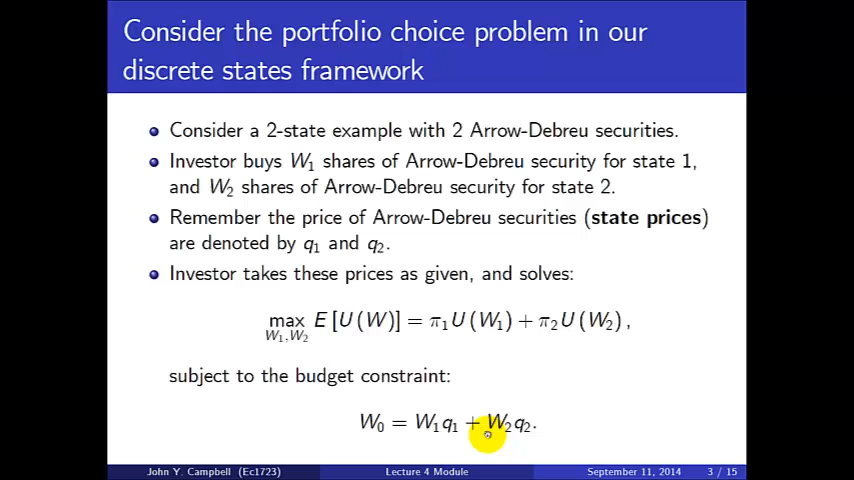 Consider the portfolio choice problem in our
discrete states framework
Consider a 2-state example with 2 Arrow-Debreu securities.
Investor buys W₁ shares of Arrow-Debreu security for state 1,
and W₂ shares of Arrow-Debreu security for state 2.
Remember the price of Arrow-Debreu securities (state prices)
are denoted by q₁ and q₂.
Investor takes these prices as given, and solves:
max E [U (W)] = π₁U (W₁) + π₂U (W₂) ,
W₁,W₂
subject to the budget constraint:
W₀ = W₁q₁ + W₂q₂.
John Y. Campbell (Ec1723) Lecture 4 Module September 11, 2014 3 / 15